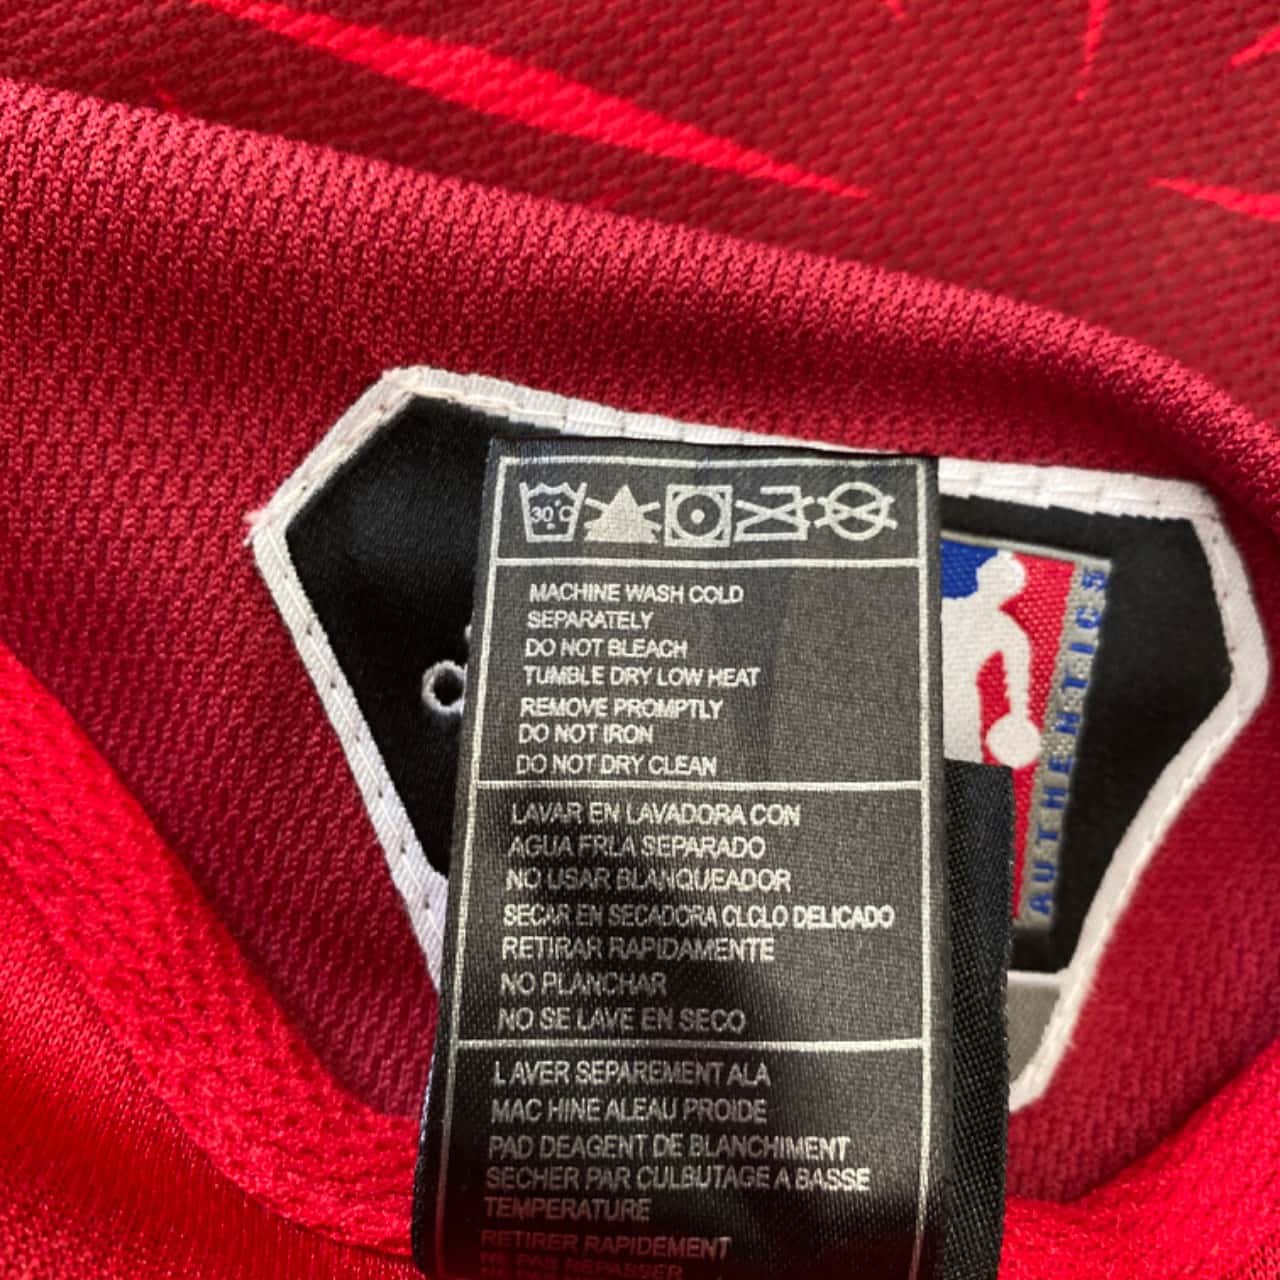 30°C
MACHINE WASH COLD
SEPARATELY
DO NOT BLEACH
TUMBLE DRY LOW HEAT
REMOVE PROMPTLY
DO NOT IRON
DO NOT DRY CLEAN
LAVAR EN LAVADORA CON
AGUA FRLA SEPARADO
NO USAR BLANQUEADOR
SECAR EN SECADORA CLCLO DELICADO
RETIRAR RAPIDAMENTE
NO PLANCHAR
NO SE LAVE EN SECO
LAVER SEPAREMENT ALA
MAC HINE ALEAU PROIDE
PAD DEAGENT DE BLANCHIMENT
SECHER PAR CULBUTAGE A BASSE
TEMPERATURE
RETIRER RAPIDEMENT
NE PAS REPASSER
AUTHENTICS